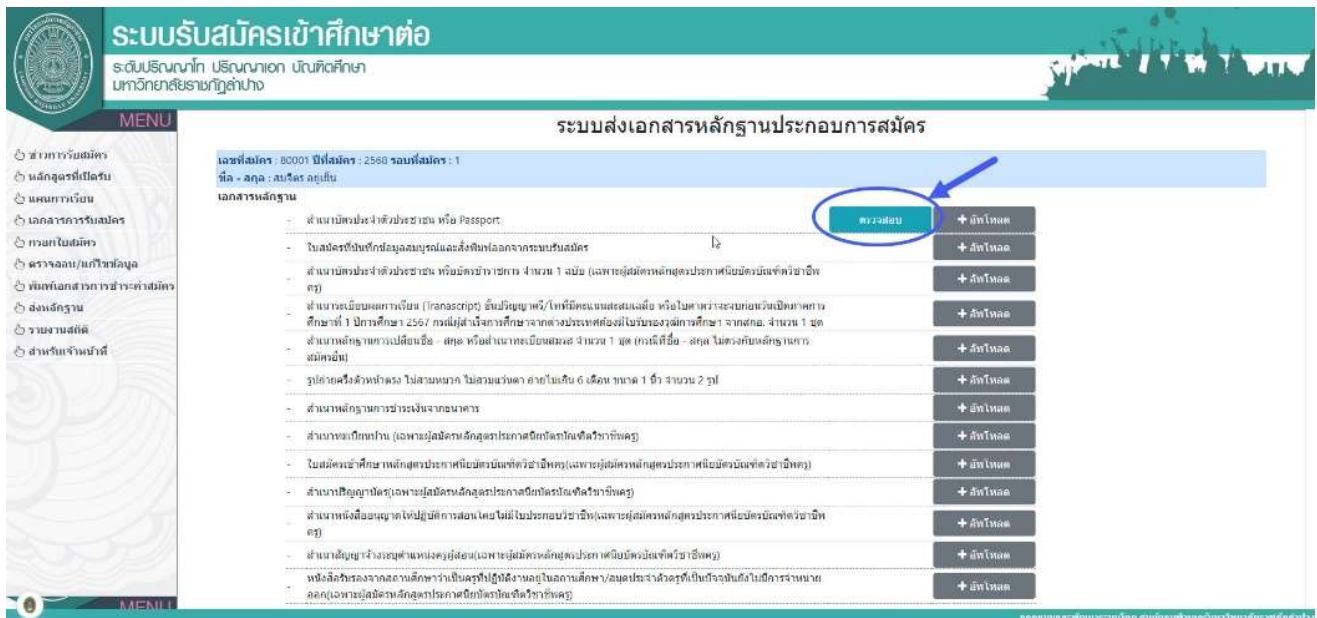 ระบบรับสมัครเข้าศึกษาต่อ
ระดับปริญญาโท ปริญญาเอก บัณฑิตศึกษา
มหาวิทยาลัยราชภัฏลำปาง
MENU
ข่าวการรับสมัคร
หลักสูตรที่เปิดรับ
แผนการเรียน
เอกสารการรับสมัคร
กรอกใบสมัคร
ตรวจสอบ/แก้ไขข้อมูล
พิมพ์เอกสารการชำระค่าสมัคร
ส่งหลักฐาน
รายงานสถิติ
สำหรับเจ้าหน้าที่
ระบบส่งเอกสารหลักฐานประกอบการสมัคร
เลขที่สมัคร : 80001 ปีที่สมัคร : 2560 รอบที่สมัคร : 1
ชื่อ - สกุล : สมจิตร อยู่เย็น
เอกสารหลักฐาน
- สำเนาบัตรประจำตัวประชาชน หรือ Passport ตรวจสอบ + อัพโหลด
- ใบสมัครที่บันทึกข้อมูลสมบูรณ์และสั่งพิมพ์ออกจากระบบรับสมัคร + อัพโหลด
- สำเนาบัตรประจำตัวประชาชน หรือบัตรข้าราชการ จำนวน 1 ฉบับ (เฉพาะผู้สมัครหลักสูตรประกาศนียบัตรบัณฑิตวิชาชีพ
ครู) + อัพโหลด
- สำเนาระเบียบผลการเรียน (Transcript) ชั้นปริญญาตรี/โทที่มีคะแนนสะสมเฉลี่ย หรือใบคาดว่าจะจบก่อนวันเปิดภาคการ
ศึกษาที่ 1 ปีการศึกษา 2567 กรณีผู้สำเร็จการศึกษาจากต่างประเทศต้องมีใบรับรองวุฒิการศึกษา จากสกอ. จำนวน 1 ชุด + อัพโหลด
- สำเนาหลักฐานการเปลี่ยนชื่อ - สกุล หรือสำเนาทะเบียนสมรส จำนวน 1 ชุด (กรณีที่ชื่อ - สกุล ไม่ตรงกับหลักฐานการ
สมัครอื่น) + อัพโหลด
- รูปถ่ายครึ่งตัวหน้าตรง ไม่สวมหมวก ไม่สวมแว่นตา ถ่ายไม่เกิน 6 เดือน ขนาด 1 นิ้ว จำนวน 2 รูป + อัพโหลด
- สำเนาหลักฐานการชำระเงินจากธนาคาร + อัพโหลด
- สำเนาทะเบียนบ้าน (เฉพาะผู้สมัครหลักสูตรประกาศนียบัตรบัณฑิตวิชาชีพครู) + อัพโหลด
- ใบสมัครเข้าศึกษาหลักสูตรประกาศนียบัตรบัณฑิตวิชาชีพครู(เฉพาะผู้สมัครหลักสูตรประกาศนียบัตรบัณฑิตวิชาชีพครู) + อัพโหลด
- สำเนาปริญญาบัตร(เฉพาะผู้สมัครหลักสูตรประกาศนียบัตรบัณฑิตวิชาชีพครู) + อัพโหลด
- สำเนาหนังสืออนุญาตให้ปฏิบัติการสอนโดยไม่มีใบประกอบวิชาชีพ(เฉพาะผู้สมัครหลักสูตรประกาศนียบัตรบัณฑิตวิชาชีพ
ครู) + อัพโหลด
- สำเนาสัญญาจ้างระบุตำแหน่งครูผู้สอน(เฉพาะผู้สมัครหลักสูตรประกาศนียบัตรบัณฑิตวิชาชีพครู) + อัพโหลด
- หนังสือรับรองจากสถานศึกษาว่าเป็นครูที่ปฏิบัติงานอยู่ในสถานศึกษา/สมุดประจำตัวครูที่เป็นปัจจุบันยังไม่มีการจำหน่าย
ออก(เฉพาะผู้สมัครหลักสูตรประกาศนียบัตรบัณฑิตวิชาชีพครู) + อัพโหลด
MENU